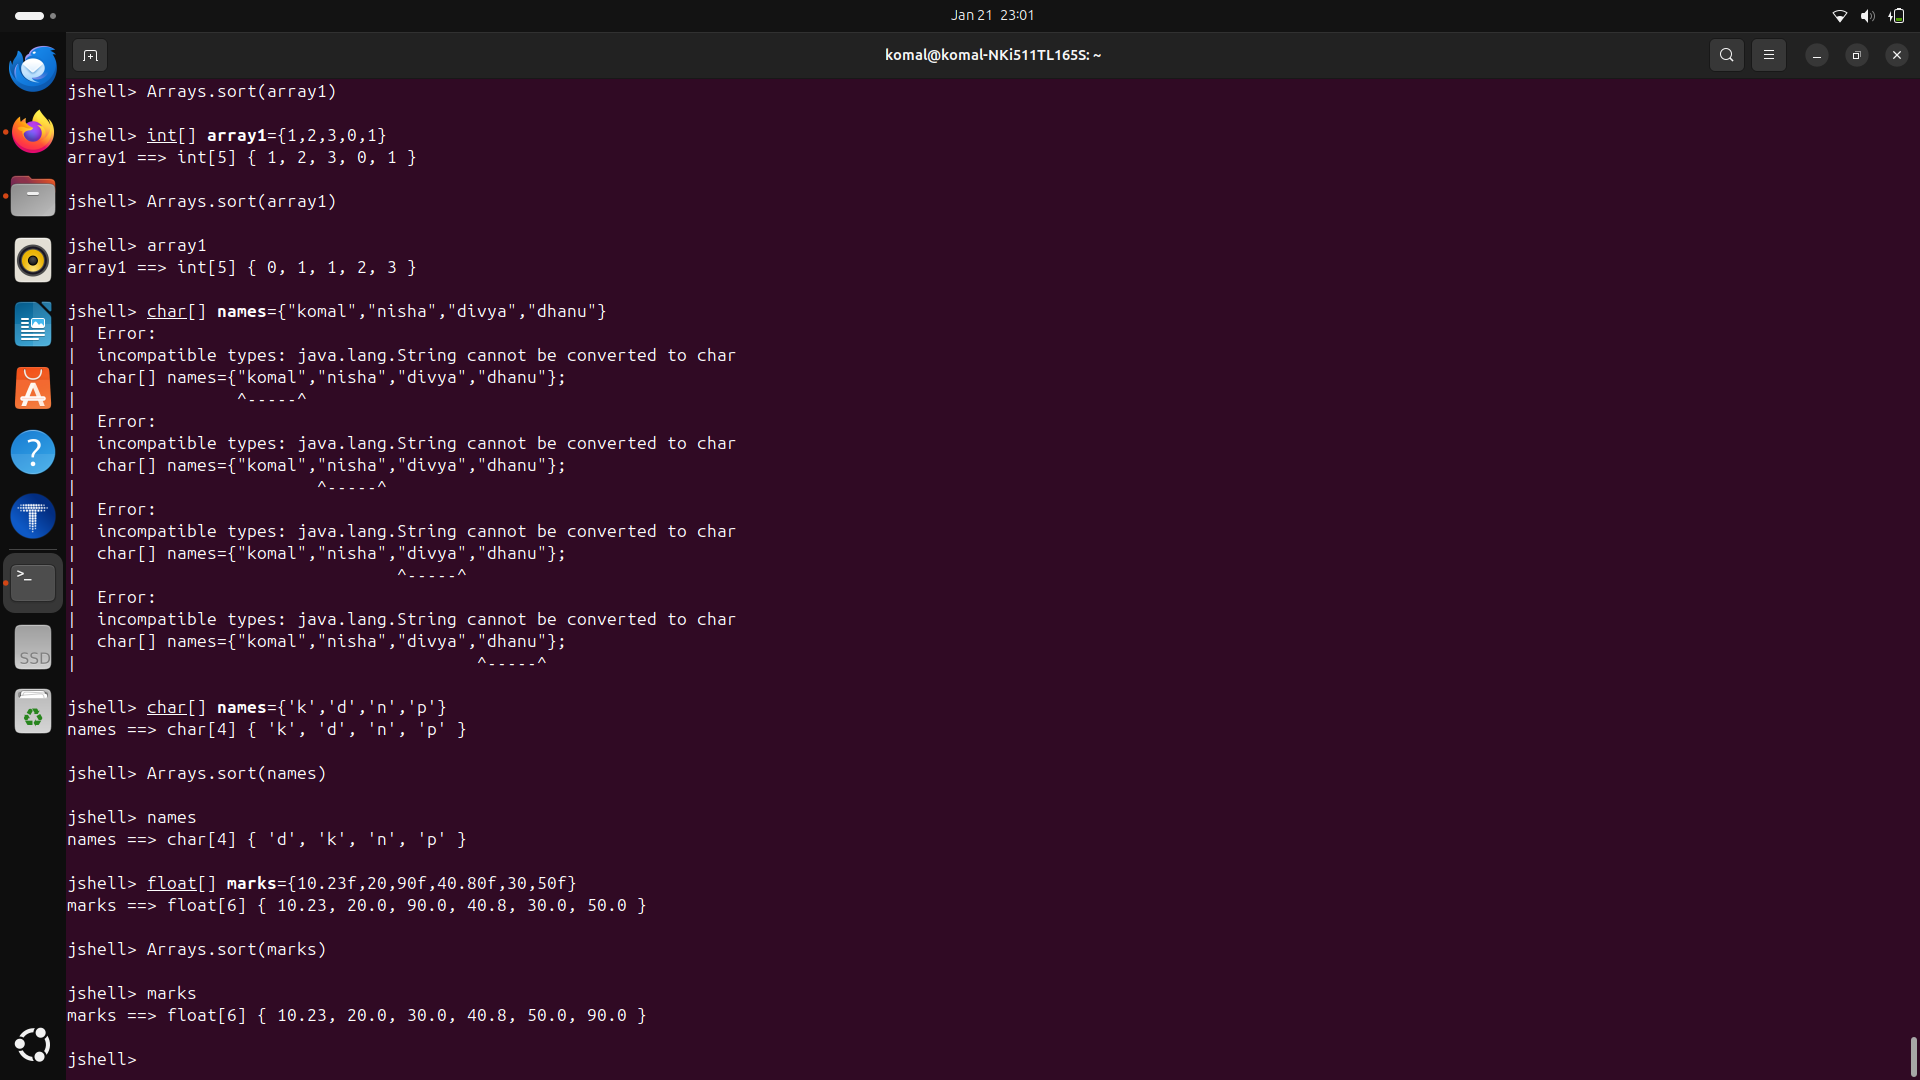 Jan 21 23:01
komal@komal-NKi511TL165S: ~
jshell> Arrays.sort(array1)
jshell> int[] array1={1,2,3,0,1}
array1 ==> int[5] { 1, 2, 3, 0, 1 }
jshell> Arrays.sort(array1)
jshell> array1
array1 ==> int[5] { 0, 1, 1, 2, 3 }
jshell> char[] names={"komal","nisha","divya","dhanu"}
|  Error:
|  incompatible types: java.lang.String cannot be converted to char
|  char[] names={"komal","nisha","divya","dhanu"};
|                ^-----^
|  Error:
|  incompatible types: java.lang.String cannot be converted to char
|  char[] names={"komal","nisha","divya","dhanu"};
|                        ^-----^
|  Error:
|  incompatible types: java.lang.String cannot be converted to char
|  char[] names={"komal","nisha","divya","dhanu"};
|                                ^-----^
|  Error:
|  incompatible types: java.lang.String cannot be converted to char
|  char[] names={"komal","nisha","divya","dhanu"};
|                                        ^-----^
jshell> char[] names={'k','d','n','p'}
names ==> char[4] { 'k', 'd', 'n', 'p' }
jshell> Arrays.sort(names)
jshell> names
names ==> char[4] { 'd', 'k', 'n', 'p' }
jshell> float[] marks={10.23f,20,90f,40.80f,30,50f}
marks ==> float[6] { 10.23, 20.0, 90.0, 40.8, 30.0, 50.0 }
jshell> Arrays.sort(marks)
jshell> marks
marks ==> float[6] { 10.23, 20.0, 30.0, 40.8, 50.0, 90.0 }
jshell>
A
?
T
>_
SSD